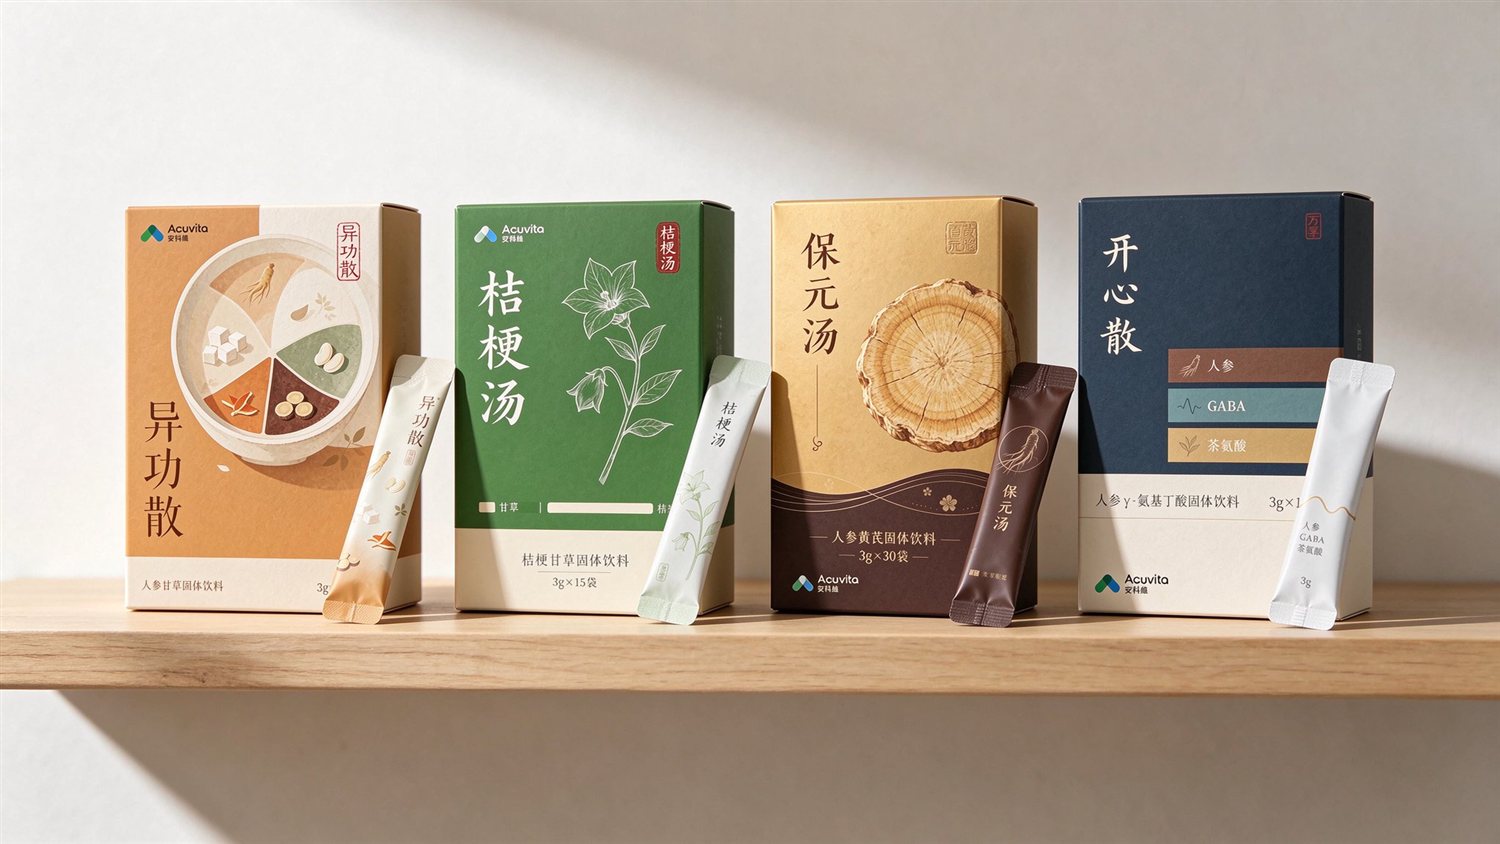 Acuvita
安科维
异功散
异功散
人参甘草固体饮料
3g
异功散
Acuvita
安科维
桔梗汤
桔梗汤
甘草
桔
桔梗甘草固体饮料
3g×15袋
桔梗汤
保元汤
人参黄芪固体饮料
3g×30袋
Acuvita
安科维
保元汤
万享
开心散
人参
GABA
茶氨酸
人参γ-氨基丁酸固体饮料
3g×1
Acuvita
安科维
人参
GABA
茶氨酸
3g